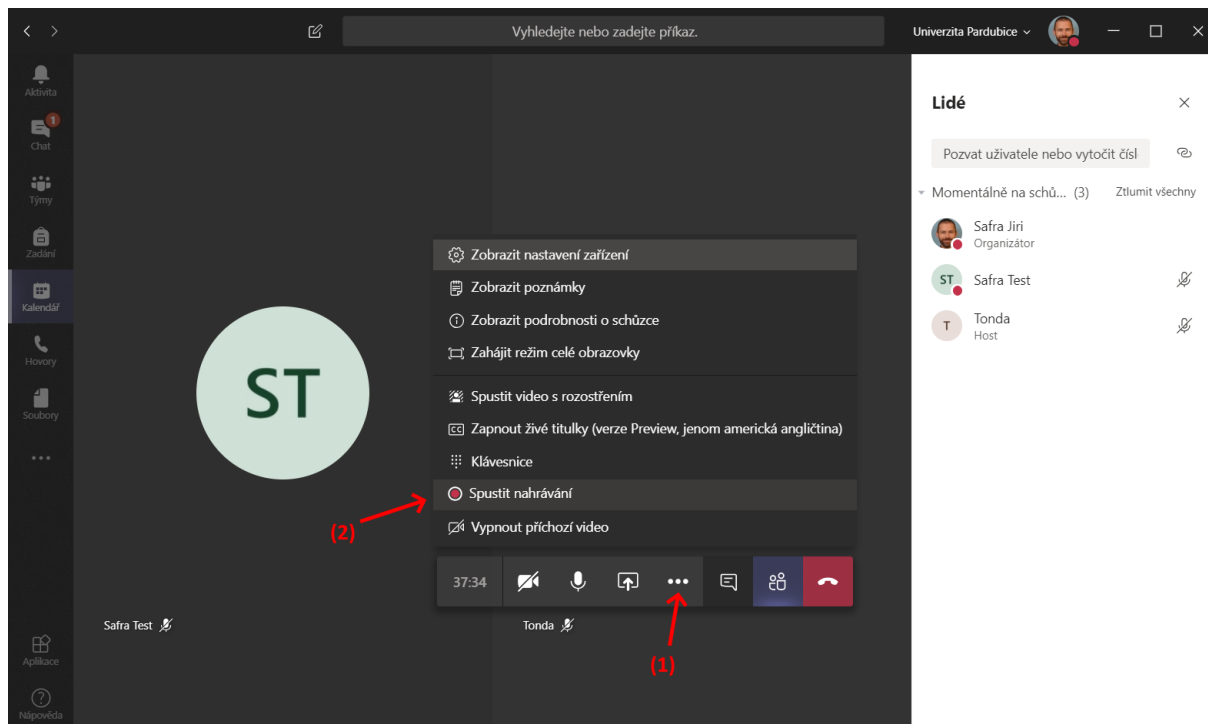 Vyhledejte nebo zadejte příkaz.
Univerzita Pardubice
Aktivita
1
Chat
Týmy
Zadání
Kalendář
Hovory
Soubory
Aplikace
Nápověda
ST
Safra Test
Tonda
Zobrazit nastavení zařízení
Zobrazit poznámky
Zobrazit podrobnosti o schůzce
Zahájit režim celé obrazovky
Spustit video s rozostřením
CC Zapnout živé titulky (verze Preview, jenom americká angličtina)
Klávesnice
Spustit nahrávání
Vypnout příchozí video
(2)
37:34
(1)
Lidé
Pozvat uživatele nebo vytočit čísl
Momentálně na schů... (3) Ztlumit všechny
Safra Jiri
Organizátor
ST Safra Test
T Tonda
Host